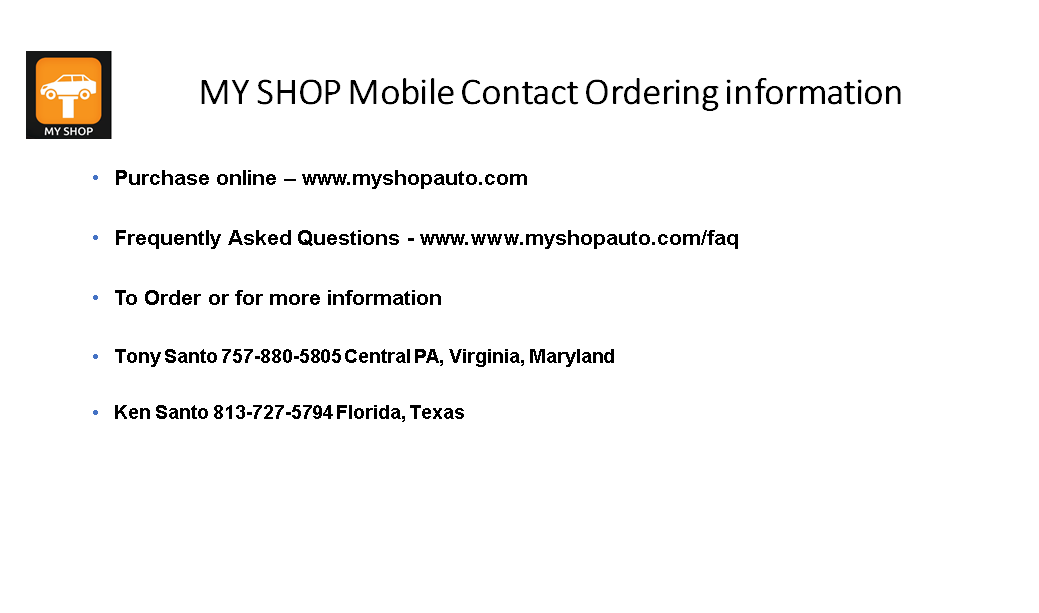 MY SHOP
MY SHOP Mobile Contact Ordering information
• Purchase online – www.myshopauto.com
• Frequently Asked Questions - www.www.myshopauto.com/faq
• To Order or for more information
• Tony Santo 757-880-5805 Central PA, Virginia, Maryland
• Ken Santo 813-727-5794 Florida, Texas